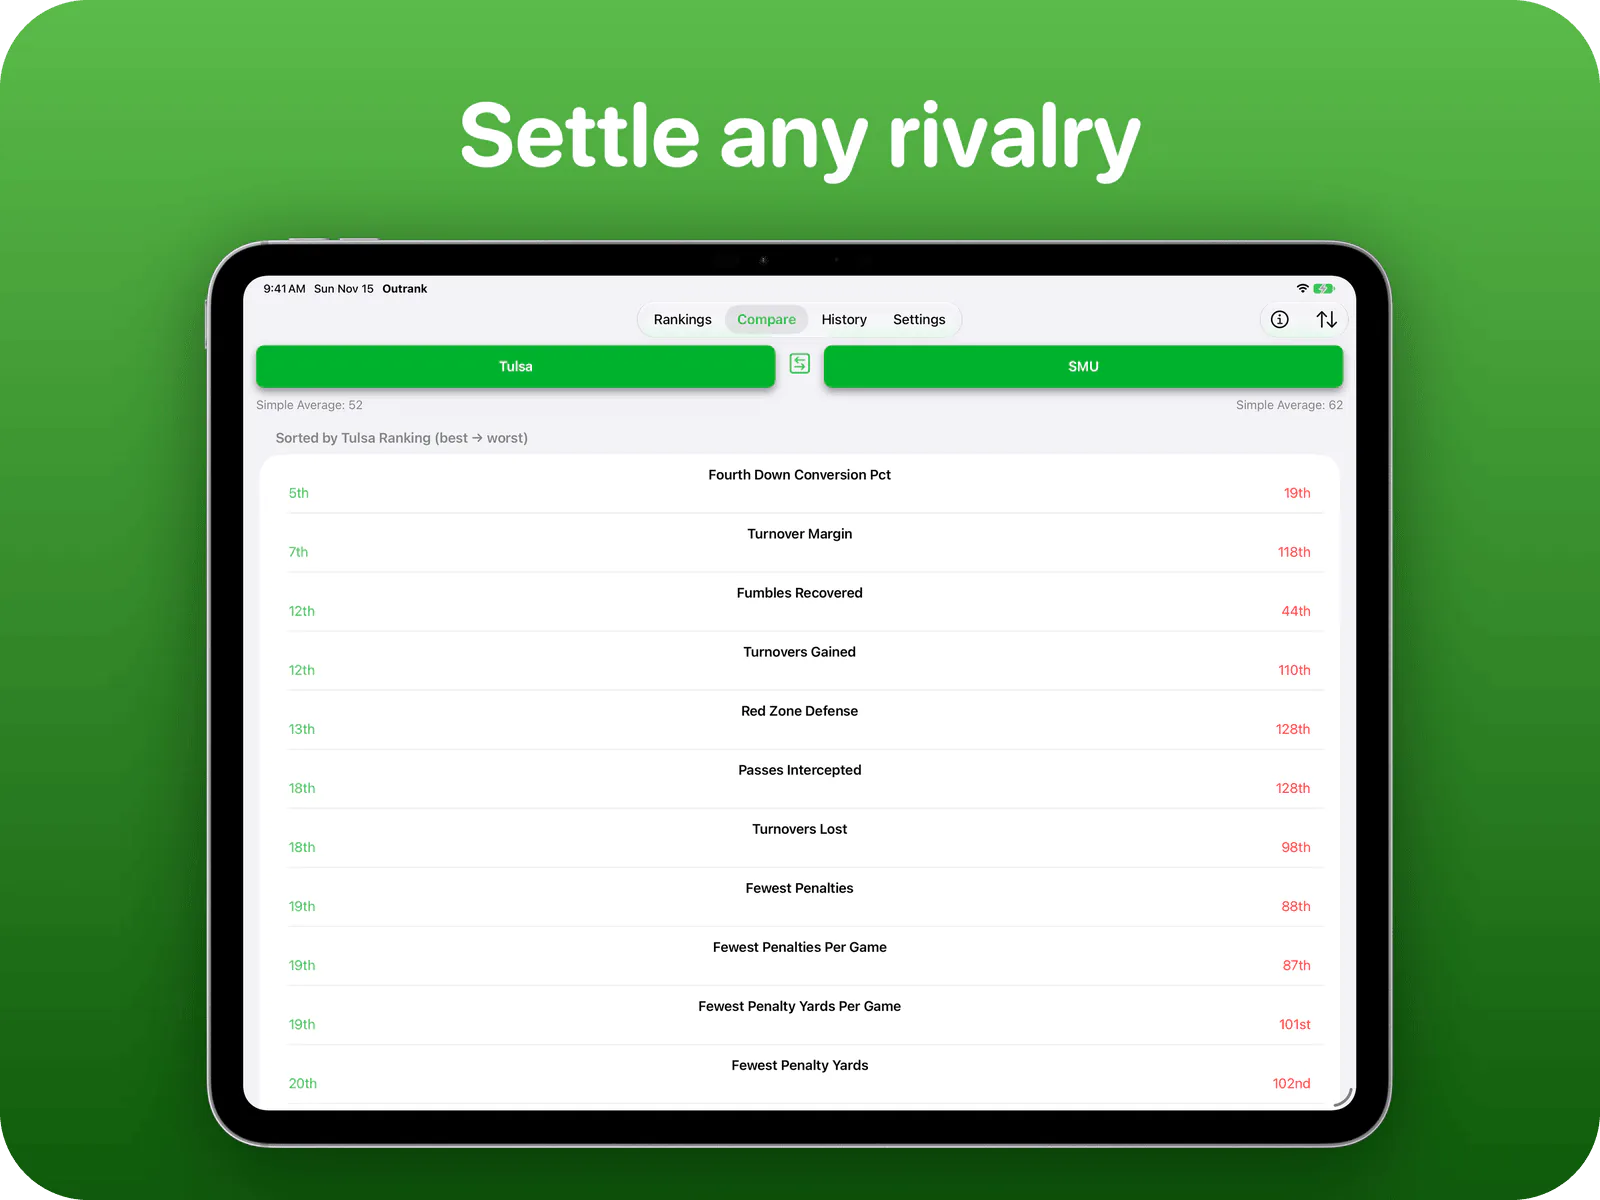 Settle any rivalry
9:41 AM Sun Nov 15 Outrank
Rankings Compare History Settings
Tulsa SMU
Simple Average: 52 Simple Average: 62
Sorted by Tulsa Ranking (best → worst)
Fourth Down Conversion Pct
5th 19th
Turnover Margin
7th 118th
Fumbles Recovered
12th 44th
Turnovers Gained
12th 110th
Red Zone Defense
13th 128th
Passes Intercepted
18th 128th
Turnovers Lost
18th 98th
Fewest Penalties
19th 88th
Fewest Penalties Per Game
19th 87th
Fewest Penalty Yards Per Game
19th 101st
Fewest Penalty Yards
20th 102nd